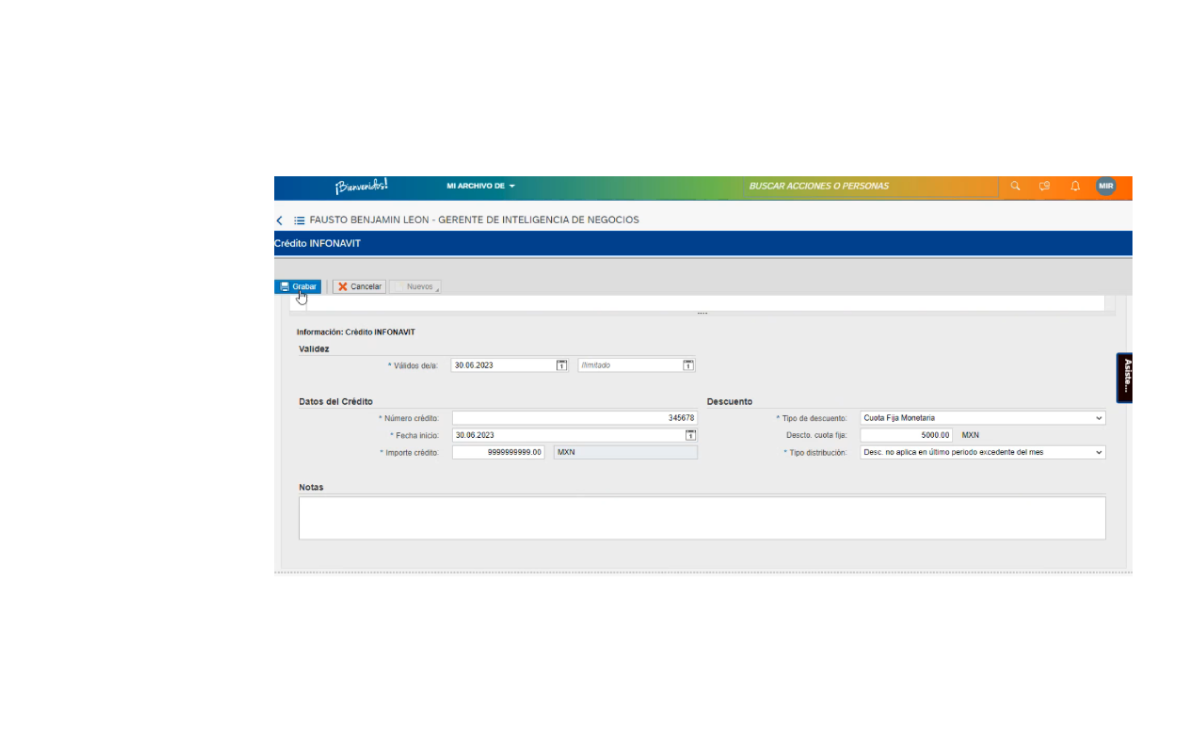 ¡Bienvenid@s!
MI ARCHIVO DE
BUSCAR ACCIONES O PERSONAS
MIR
FAUSTO BENJAMIN LEON - GERENTE DE INTELIGENCIA DE NEGOCIOS
Crédito INFONAVIT
Grabar Cancelar Nuevos
Información: Crédito INFONAVIT
Validez
* Válidos de/a: 30.06.2023 Ilimitado
Asiste...
Datos del Crédito Descuento
* Número crédito: 345678 * Tipo de descuento: Cuota Fija Monetaria
* Fecha inicio: 30.06.2023 Descto. cuota fija: 5000.00 MXN
* Importe crédito: 9999999999.00 MXN * Tipo distribución: Desc. no aplica en último periodo excedente del mes
Notas